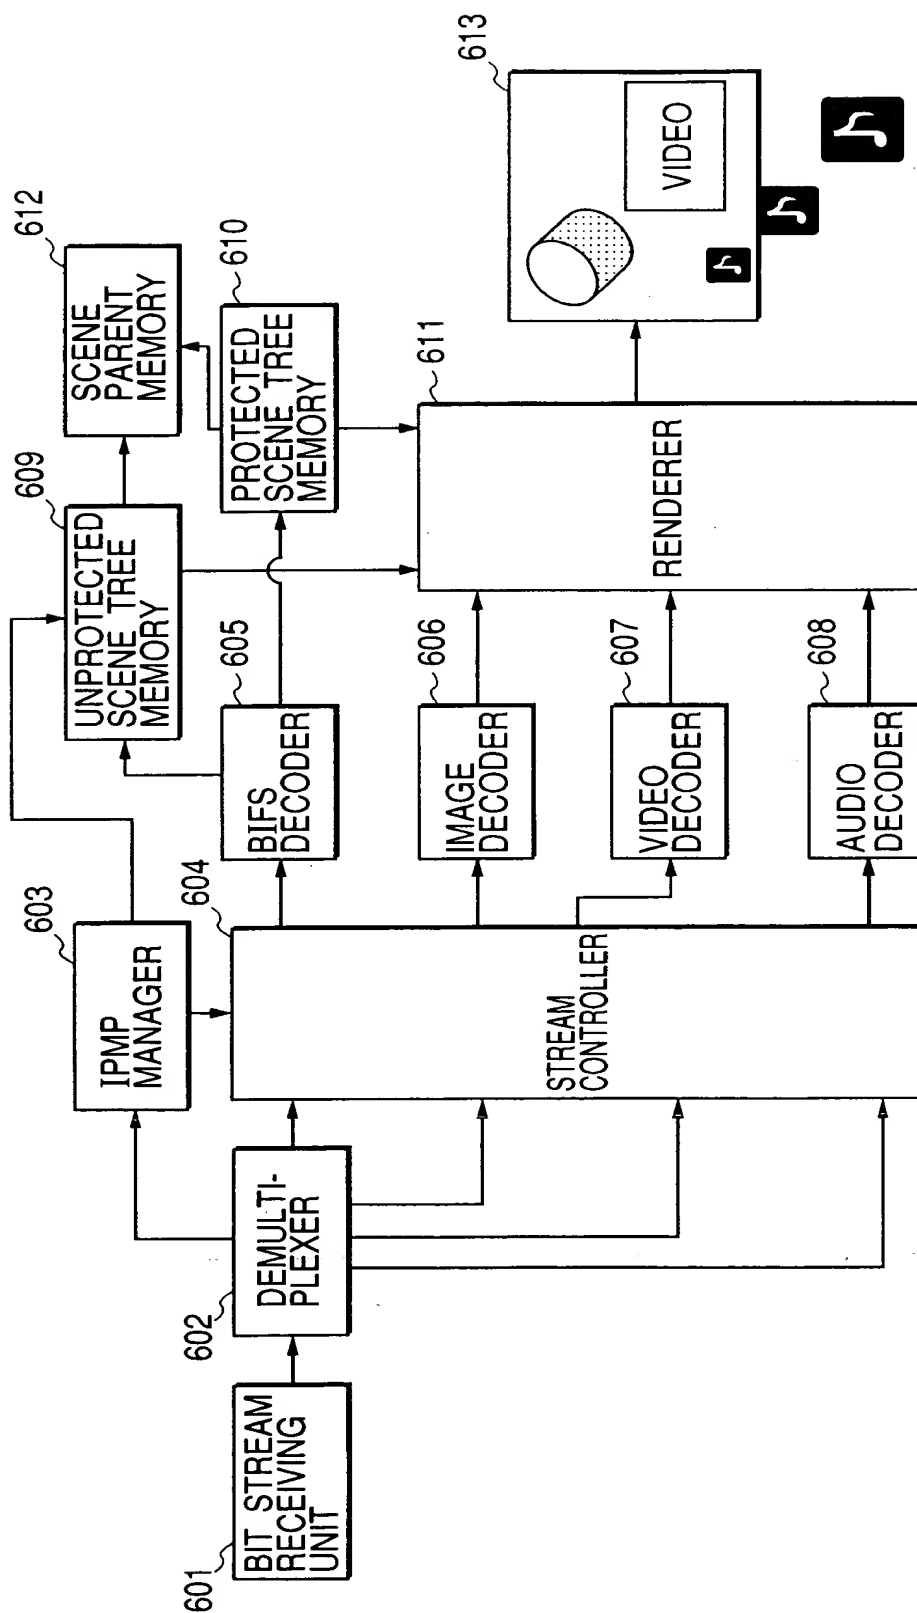 601
BIT STREAM
RECEIVING
UNIT
602
DEMULTI-
PLEXER
603
IPMP
MANAGER
604
STREAM
CONTROLLER
605
BIFS
DECODER
606
IMAGE
DECODER
607
VIDEO
DECODER
608
AUDIO
DECODER
609
UNPROTECTED
SCENE TREE
MEMORY
610
PROTECTED
SCENE TREE
MEMORY
611
RENDERER
612
SCENE
PARENT
MEMORY
613
VIDEO